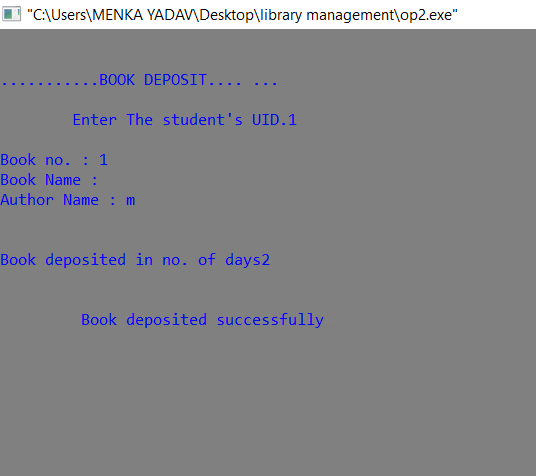 "C:\Users\MENKA YADAV\Desktop\library management\op2.exe"
...........BOOK DEPOSIT.... ...
Enter The student's UID.1
Book no. : 1
Book Name :
Author Name : m
Book deposited in no. of days2
Book deposited successfully